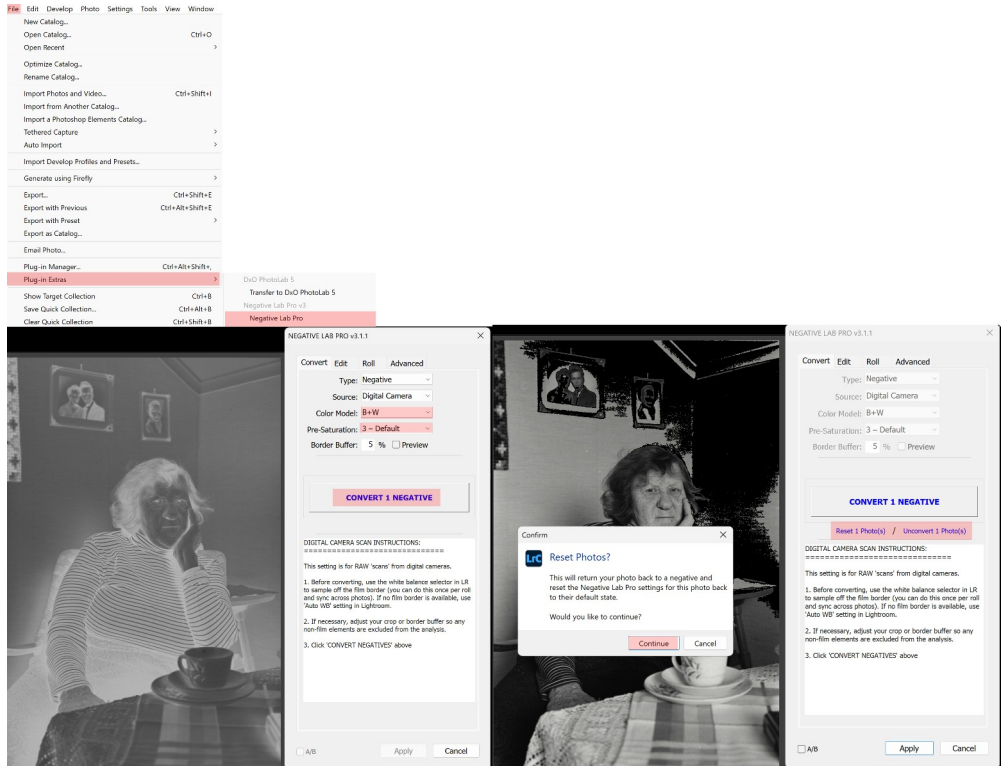 File Edit Develop Photo Settings Tools View Window
New Catalog...
Open Catalog... Ctrl+O
Open Recent >
Optimize Catalog...
Rename Catalog...
Import Photos and Video... Ctrl+Shift+I
Import from Another Catalog...
Import a Photoshop Elements Catalog...
Tethered Capture >
Auto Import >
Import Develop Profiles and Presets...
Generate using Firefly >
Export... Ctrl+Shift+E
Export with Previous Ctrl+Alt+Shift+E
Export with Preset >
Export as Catalog...
Email Photo...
Plug-in Manager... Ctrl+Alt+Shift+,
Plug-in Extras >
Show Target Collection Ctrl+B
Save Quick Collection... Ctrl+Alt+B
Clear Quick Collection Ctrl+Shift+B
DxO PhotoLab 5
Transfer to DxO PhotoLab 5
Negative Lab Pro v3
Negative Lab Pro
NEGATIVE LAB PRO v3.1.1
Convert Edit Roll Advanced
Type: Negative
Source: Digital Camera
Color Model: B+W
Pre-Saturation: 3 – Default
Border Buffer: 5 % Preview
CONVERT 1 NEGATIVE
DIGITAL CAMERA SCAN INSTRUCTIONS:
==============================
This setting is for RAW 'scans' from digital cameras.
1. Before converting, use the white balance selector in LR
to sample off the film border (you can do this once per roll
and sync across photos). If no film border is available, use
'Auto WB' setting in Lightroom.
2. If necessary, adjust your crop or border buffer so any
non-film elements are excluded from the analysis.
3. Click 'CONVERT NEGATIVES' above
A/B Apply Cancel
Confirm
LrC Reset Photos?
This will return your photo back to a negative and
reset the Negative Lab Pro settings for this photo back
to their default state.
Would you like to continue?
Continue Cancel
NEGATIVE LAB PRO v3.1.1
Convert Edit Roll Advanced
Type: Negative
Source: Digital Camera
Color Model: B+W
Pre-Saturation: 3 – Default
Border Buffer: 5 % Preview
CONVERT 1 NEGATIVE
Reset 1 Photo(s) / Unconvert 1 Photo(s)
DIGITAL CAMERA SCAN INSTRUCTIONS:
==============================
This setting is for RAW 'scans' from digital cameras.
1. Before converting, use the white balance selector in LR
to sample off the film border (you can do this once per roll
and sync across photos). If no film border is available, use
'Auto WB' setting in Lightroom.
2. If necessary, adjust your crop or border buffer so any
non-film elements are excluded from the analysis.
3. Click 'CONVERT NEGATIVES' above
A/B Apply Cancel